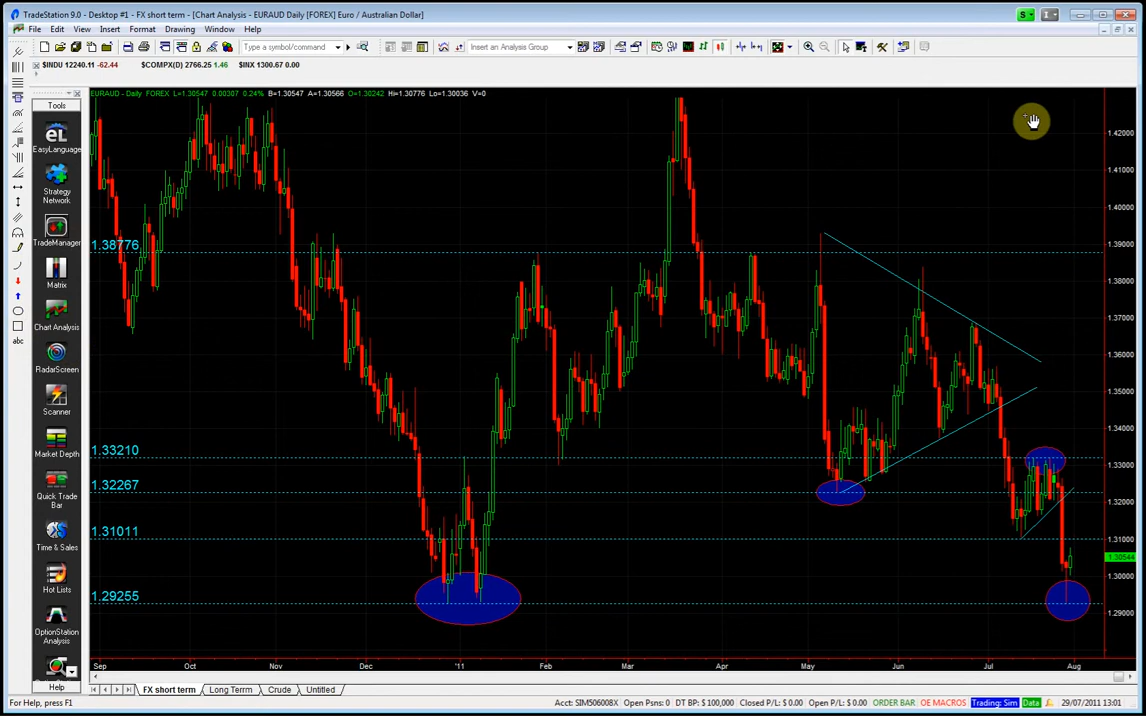 TradeStation 9.0 - Desktop #1 - FX short term - [Chart Analysis - EURAUD Daily [FOREX] Euro / Australian Dollar]
File Edit View Insert Format Drawing Window Help
Type a symbol/command Insert an Analysis Group
$INDU 12240.11 -62.44 $COMPX(D) 2766.25 1.46 $INX 1300.67 0.00
EURAUD - Daily FOREX L=1.30547 0.00307 0.24% B=1.30547 A=1.30566 O=1.30242 Hi=1.30776 Lo=1.30036 V=0
Tools
EasyLanguage
Strategy
Network
TradeManager
Matrix
Chart Analysis
RadarScreen
Scanner
Market Depth
Quick Trade
Bar
Time & Sales
Hot Lists
OptionStation
Analysis
Help
abc
1.38776
1.33210
1.32267
1.31011
1.29255
1.42000
1.41000
1.40000
1.39000
1.38000
1.37000
1.36000
1.35000
1.34000
1.33000
1.32000
1.31000
1.30544
1.30000
1.29000
Sep Oct Nov Dec '11 Feb Mar Apr May Jun Jul Aug
FX short term Long Term Crude Untitled
For Help, press F1 Acct: SIM506008X Open Psns: 0 DT BP: $100,000 Closed P/L: $ 0.00 Open P/L: $ 0.00 ORDER BAR OE MACROS Trading: Sim Data 29/07/2011 13:01